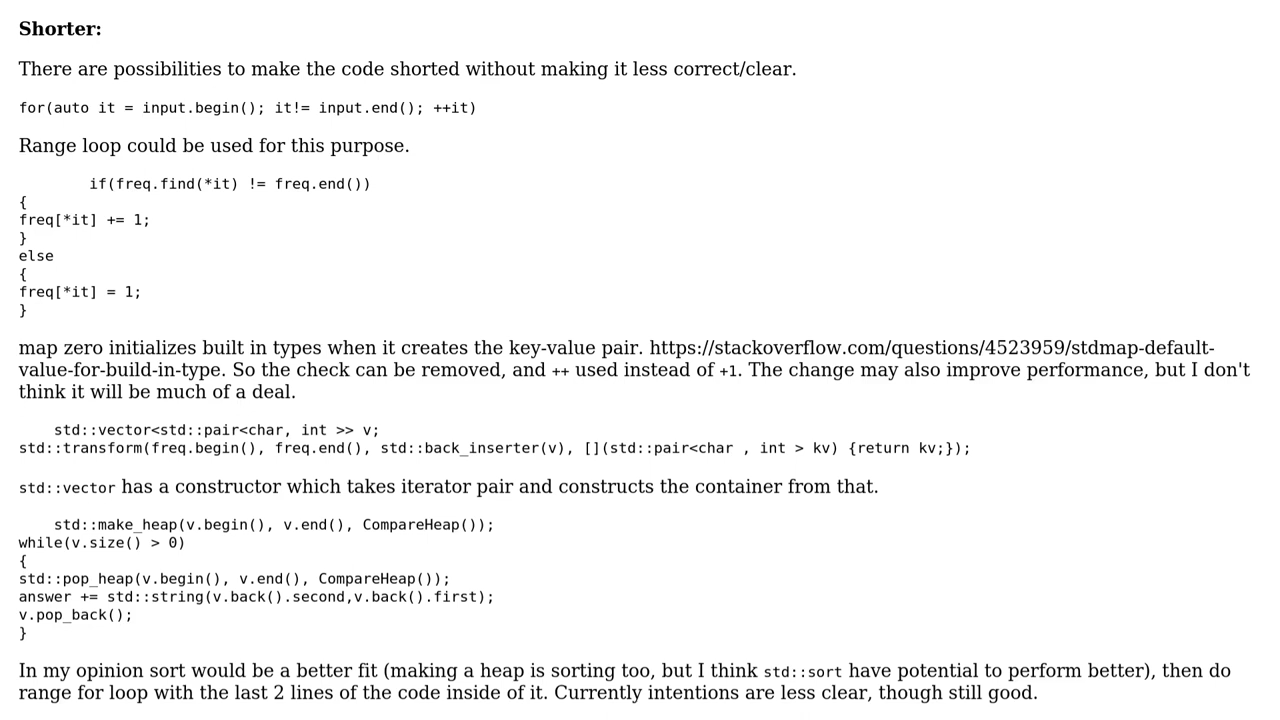 Shorter:
There are possibilities to make the code shorted without making it less correct/clear.
for(auto it = input.begin(); it!= input.end(); ++it)
Range loop could be used for this purpose.
        if(freq.find(*it) != freq.end())
{
freq[*it] += 1;
}
else
{
freq[*it] = 1;
}
map zero initializes built in types when it creates the key-value pair. https://stackoverflow.com/questions/4523959/stdmap-default-
value-for-build-in-type. So the check can be removed, and ++ used instead of +1. The change may also improve performance, but I don't
think it will be much of a deal.
    std::vector<std::pair<char, int >> v;
std::transform(freq.begin(), freq.end(), std::back_inserter(v), [](std::pair<char , int > kv) {return kv;});
std::vector has a constructor which takes iterator pair and constructs the container from that.
    std::make_heap(v.begin(), v.end(), CompareHeap());
while(v.size() > 0)
{
std::pop_heap(v.begin(), v.end(), CompareHeap());
answer += std::string(v.back().second,v.back().first);
v.pop_back();
}
In my opinion sort would be a better fit (making a heap is sorting too, but I think std::sort have potential to perform better), then do
range for loop with the last 2 lines of the code inside of it. Currently intentions are less clear, though still good.